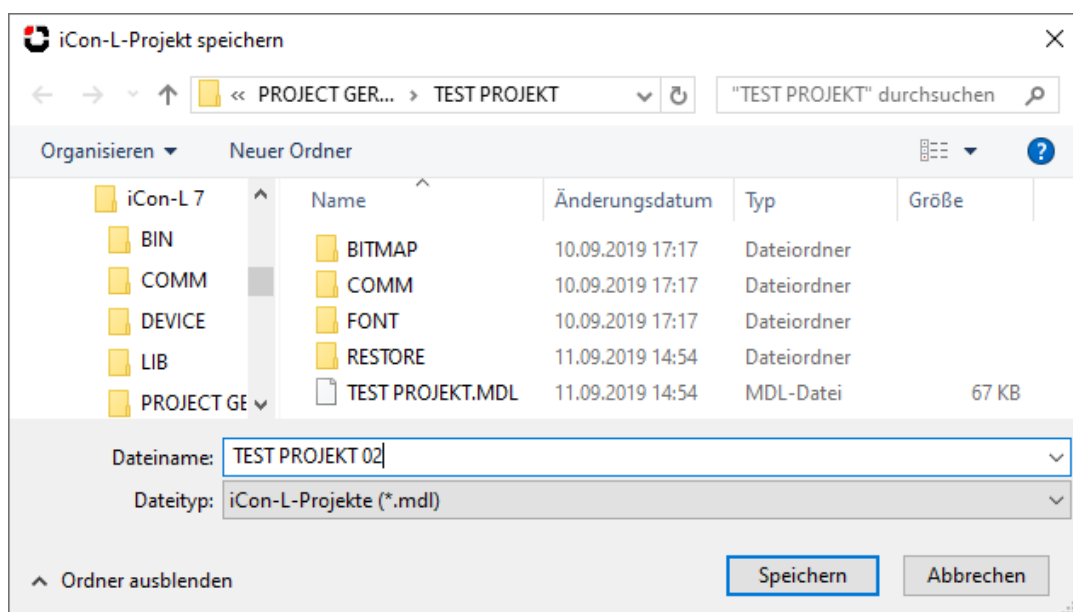 iCon-L-Projekt speichern
« PROJECT GER... > TEST PROJEKT "TEST PROJEKT" durchsuchen
Organisieren Neuer Ordner ?
iCon-L 7
BIN
COMM
DEVICE
LIB
PROJECT GE
Name Änderungsdatum Typ Größe
BITMAP 10.09.2019 17:17 Dateiordner
COMM 10.09.2019 17:17 Dateiordner
FONT 10.09.2019 17:17 Dateiordner
RESTORE 11.09.2019 14:54 Dateiordner
TEST PROJEKT.MDL 11.09.2019 14:54 MDL-Datei 67 KB
Dateiname: TEST PROJEKT 02
Dateityp: iCon-L-Projekte (*.mdl)
Ordner ausblenden Speichern Abbrechen